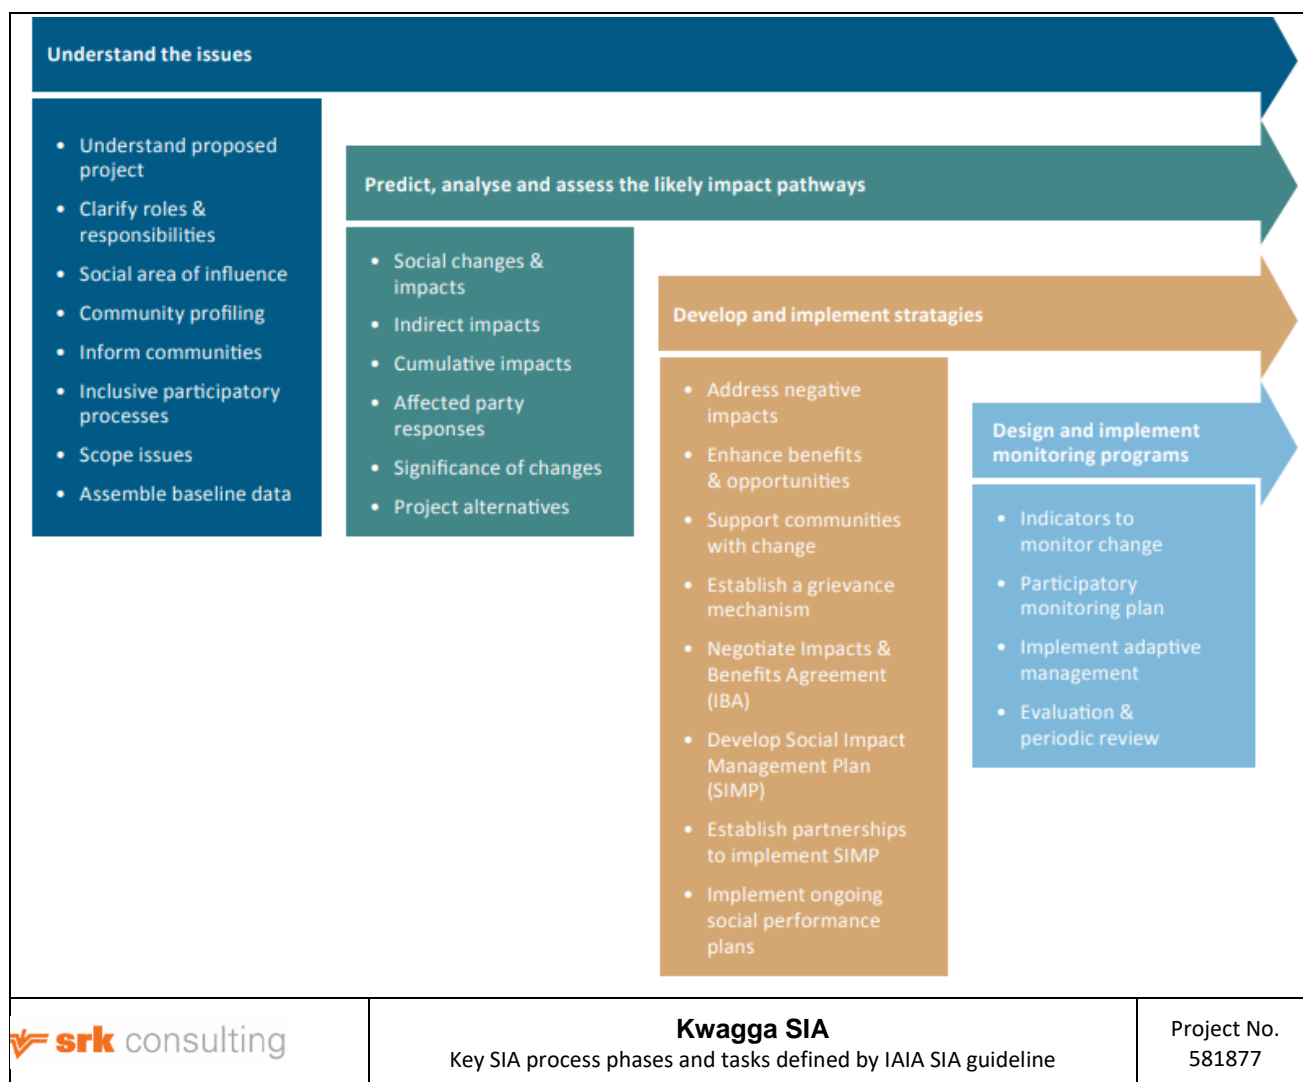 Understand the issues
• Understand proposed
project
• Clarify roles &
responsibilities
• Social area of influence
• Community profiling
• Inform communities
• Inclusive participatory
processes
• Scope issues
• Assemble baseline data
Predict, analyse and assess the likely impact pathways
• Social changes &
impacts
• Indirect impacts
• Cumulative impacts
• Affected party
responses
• Significance of changes
• Project alternatives
Develop and implement stratagies
• Address negative
impacts
• Enhance benefits
& opportunities
• Support communities
with change
• Establish a grievance
mechanism
• Negotiate Impacts &
Benefits Agreement
(IBA)
• Develop Social Impact
Management Plan
(SIMP)
• Establish partnerships
to implement SIMP
• Implement ongoing
social performance
plans
Design and implement
monitoring programs
• Indicators to
monitor change
• Participatory
monitoring plan
• Implement adaptive
management
• Evaluation &
periodic review
srk consulting
Kwagga SIA
Key SIA process phases and tasks defined by IAIA SIA guideline
Project No.
581877